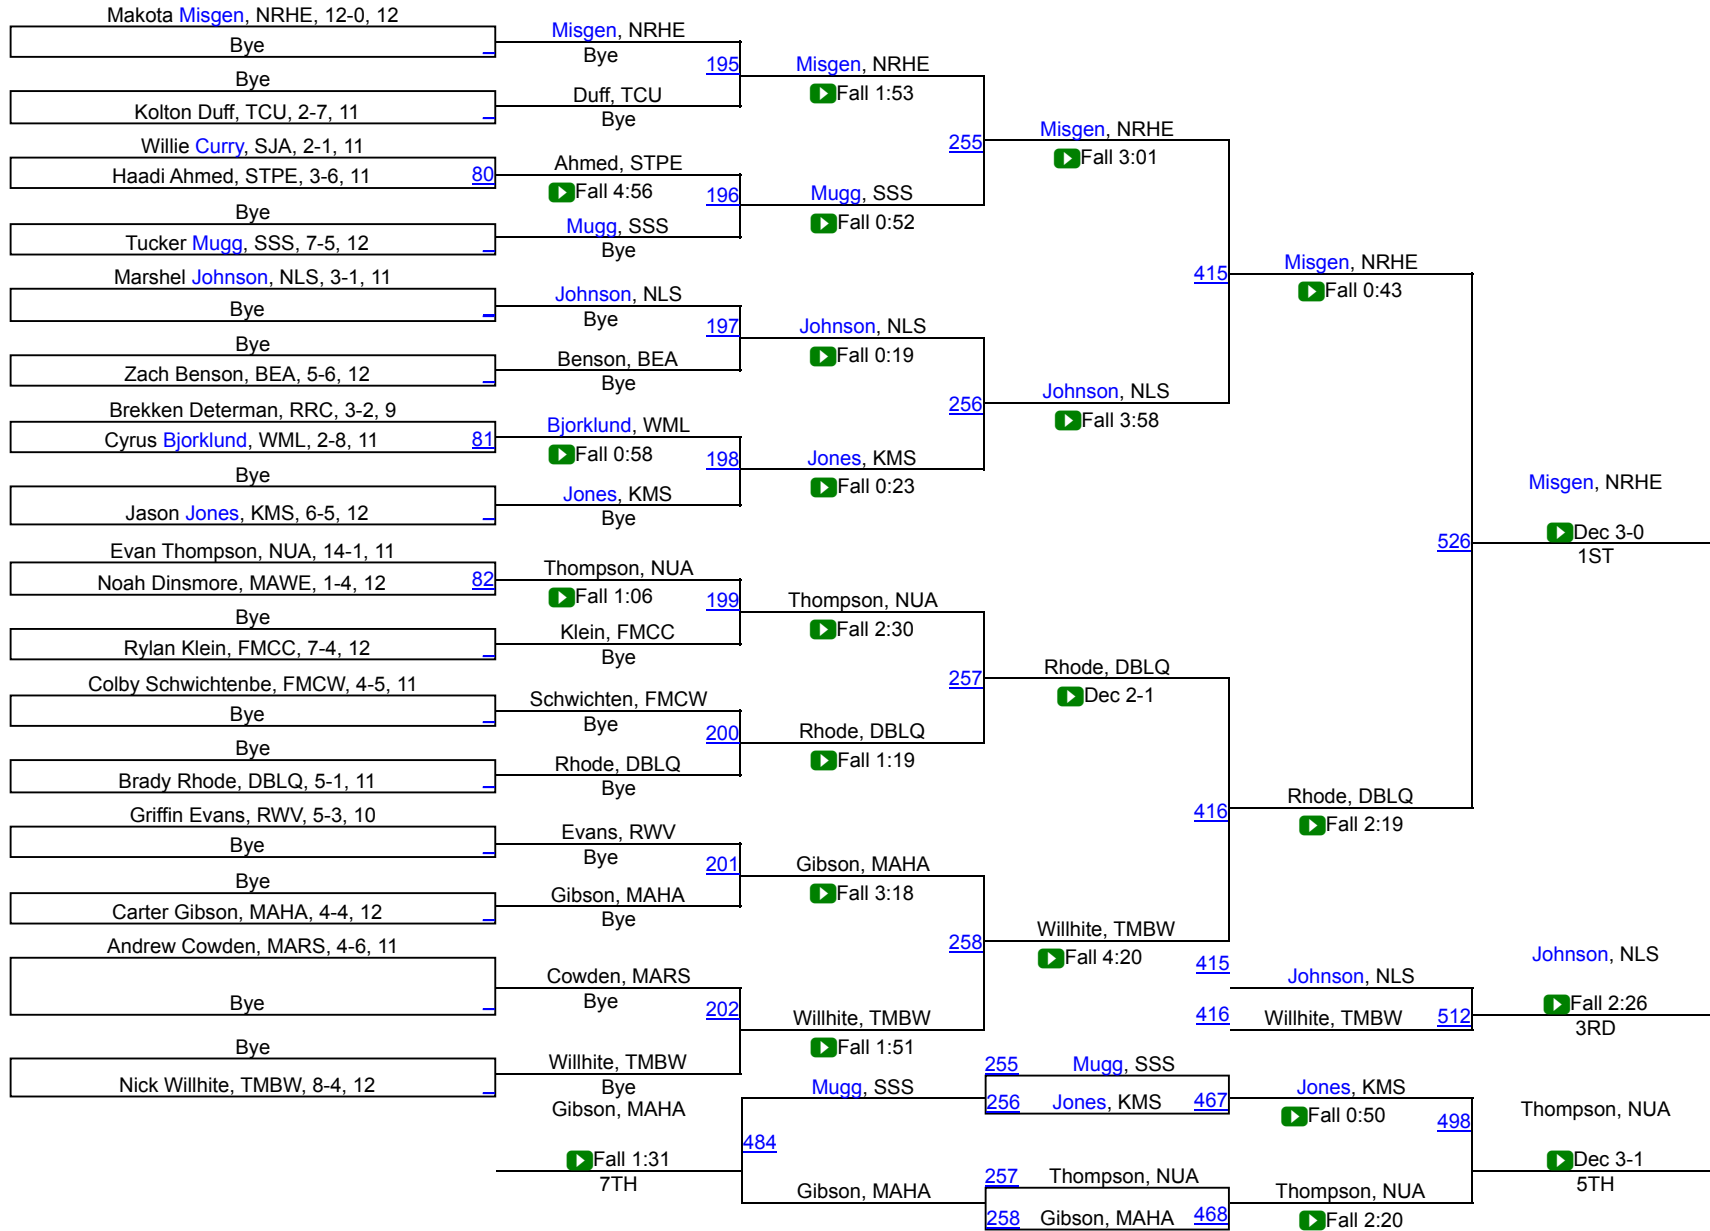 Makota Misgen, NRHE, 12-0, 12
Bye
Bye
Kolton Duff, TCU, 2-7, 11
Willie Curry, SJA, 2-1, 11
Haadi Ahmed, STPE, 3-6, 11
80
Bye
Tucker Mugg, SSS, 7-5, 12
Marshel Johnson, NLS, 3-1, 11
Bye
Bye
Zach Benson, BEA, 5-6, 12
Brekken Determan, RRC, 3-2, 9
Cyrus Bjorklund, WML, 2-8, 11
81
Bye
Jason Jones, KMS, 6-5, 12
Evan Thompson, NUA, 14-1, 11
Noah Dinsmore, MAWE, 1-4, 12
82
Bye
Rylan Klein, FMCC, 7-4, 12
Colby Schwichtenbe, FMCW, 4-5, 11
Bye
Bye
Brady Rhode, DBLQ, 5-1, 11
Griffin Evans, RWV, 5-3, 10
Bye
Bye
Carter Gibson, MAHA, 4-4, 12
Andrew Cowden, MARS, 4-6, 11
Bye
Bye
Nick Willhite, TMBW, 8-4, 12
Misgen, NRHE
Bye
195
Duff, TCU
Bye
Ahmed, STPE
Fall 4:56
196
Mugg, SSS
Bye
Johnson, NLS
Bye
197
Benson, BEA
Bye
Bjorklund, WML
Fall 0:58
198
Jones, KMS
Bye
Thompson, NUA
Fall 1:06
199
Klein, FMCC
Bye
Schwichten, FMCW
Bye
200
Rhode, DBLQ
Bye
Evans, RWV
Bye
201
Gibson, MAHA
Bye
Cowden, MARS
Bye
202
Willhite, TMBW
Bye
Misgen, NRHE
Fall 1:53
255
Mugg, SSS
Fall 0:52
Johnson, NLS
Fall 0:19
256
Jones, KMS
Fall 0:23
Thompson, NUA
Fall 2:30
257
Rhode, DBLQ
Fall 1:19
Gibson, MAHA
Fall 3:18
258
Willhite, TMBW
Fall 1:51
Misgen, NRHE
Fall 3:01
415
Johnson, NLS
Fall 3:58
Rhode, DBLQ
Dec 2-1
416
Willhite, TMBW
Fall 4:20
Misgen, NRHE
Fall 0:43
526
Rhode, DBLQ
Fall 2:19
Misgen, NRHE
Dec 3-0
1ST
415
Johnson, NLS
416
Willhite, TMBW
512
Johnson, NLS
Fall 2:26
3RD
255
Mugg, SSS
256
Jones, KMS
467
Jones, KMS
Fall 0:50
498
257
Thompson, NUA
258
Gibson, MAHA
468
Thompson, NUA
Fall 2:20
Thompson, NUA
Dec 3-1
5TH
Mugg, SSS
484
Gibson, MAHA
Gibson, MAHA
Fall 1:31
7TH